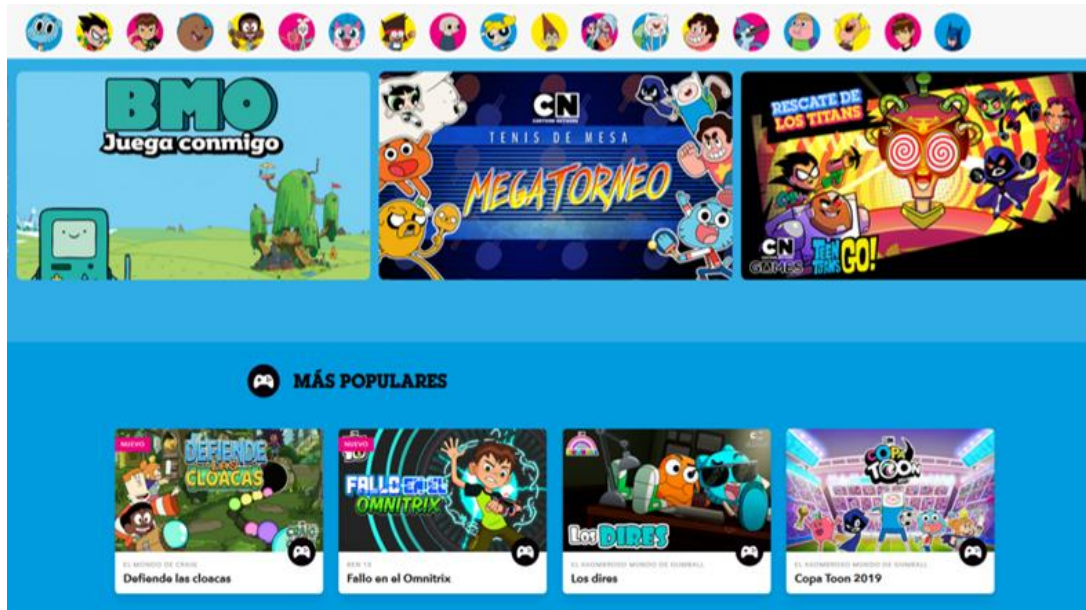 BMO
Juega conmigo
CN
CARTOON NETWORK
TENIS DE MESA
MEGATORNEO
RESCATE DE
LOS TITANS
CN
GAMES
TEEN
TITANS GO!
MÁS POPULARES
NUEVO
DEFIENDE
CLOACAS
EL MUNDO DE CRAIG
Defiende las cloacas
NUEVO
FALLO EN EL
OMNITRIX
BEN 10
Fallo en el Omnitrix
Los DIRES
EL ASOMBROSO MUNDO DE GUMBALL
Los dires
COPA
TOON
EL ASOMBROSO MUNDO DE GUMBALL
Copa Toon 2019